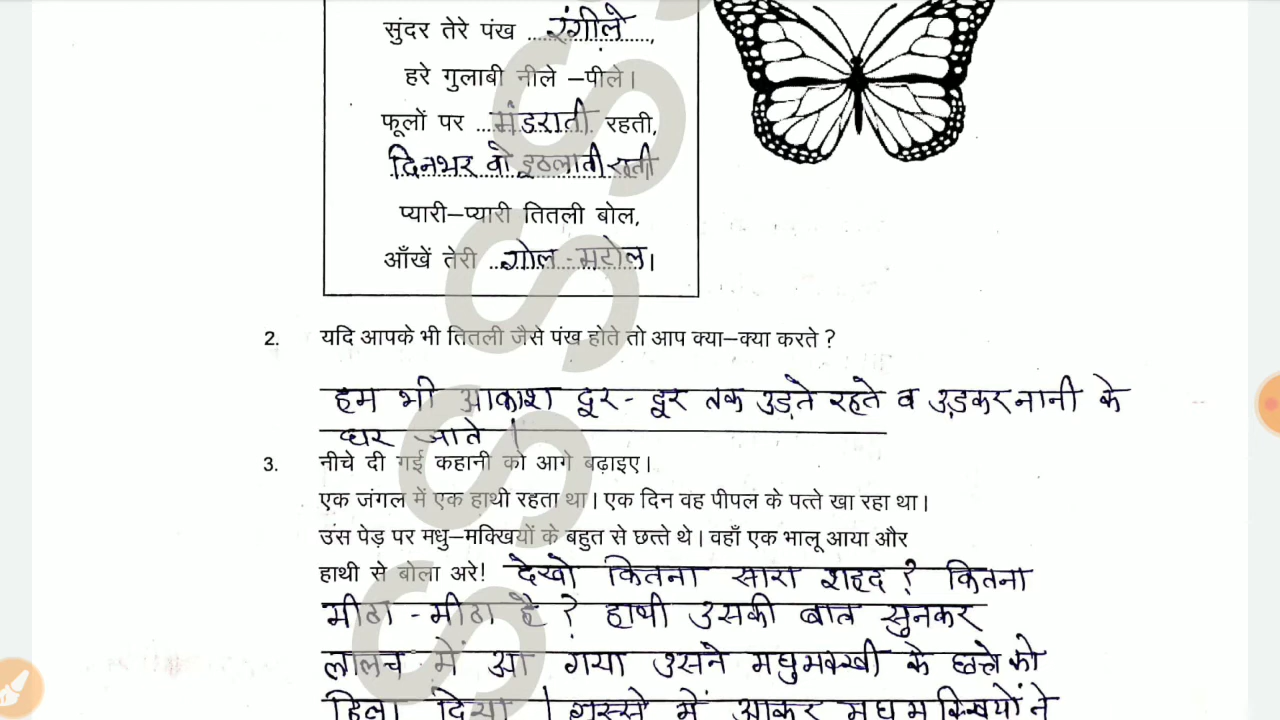 सुंदर तेरे पंख ...रंगीले...,
हरे गुलाबी नीले –पीले।
फूलों पर ...मंडराती. रहती,
दिनभर वो इठलाती रहती
प्यारी–प्यारी तितली बोल,
आँखें तेरी ...गोल - मटोल।
2. यदि आपके भी तितली जैसे पंख होते तो आप क्या–क्या करते ?
हम भी आकाश दूर - दूर तक उड़ते रहते व उड़कर नानी के
घर जाते ।
3. नीचे दी गई कहानी को आगे बढ़ाइए।
एक जंगल में एक हाथी रहता था। एक दिन वह पीपल के पत्ते खा रहा था।
उस पेड़ पर मधु–मक्खियों के बहुत से छत्ते थे। वहाँ एक भालू आया और
हाथी से बोला अरे! देखो कितना सारा शहद ? कितना
मीठा - मीठा है ? हाथी उसकी बात सुनकर
लालच में आ गया उसने मधुमक्खी के छत्ते को
हिला दिया । गुस्से में आकर मधुमक्खियों ने